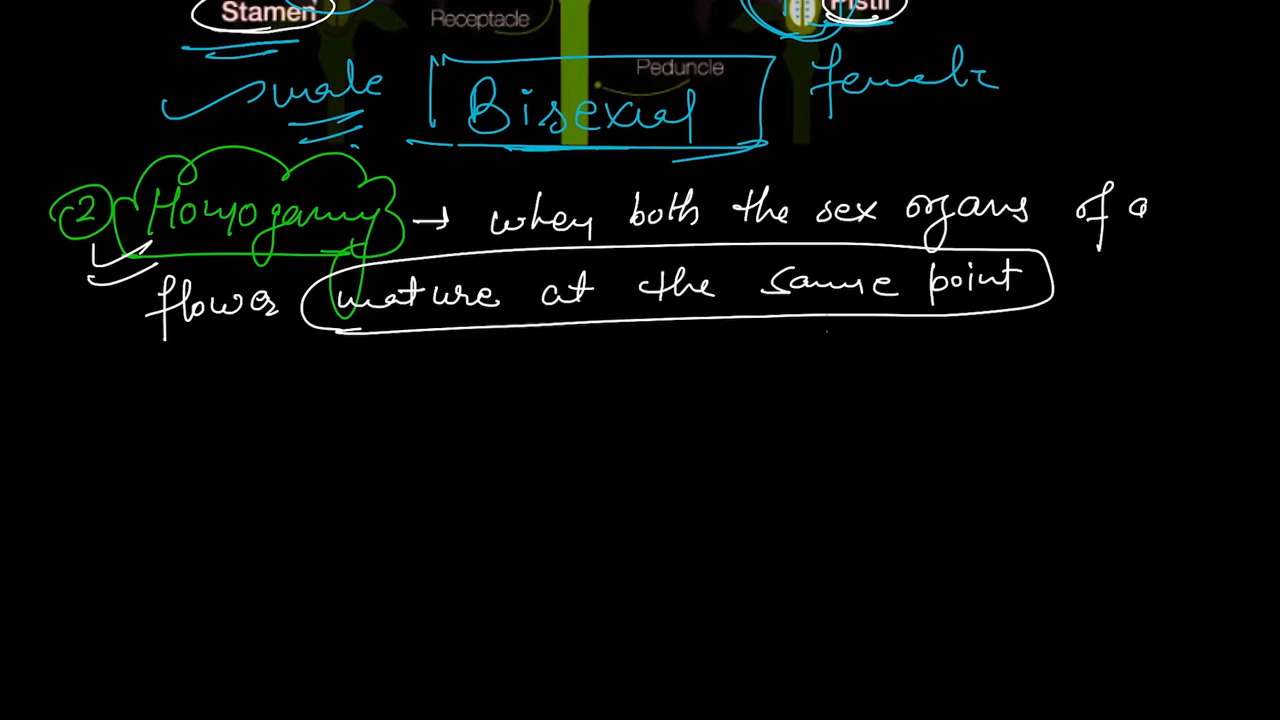 Stamen Receptacle Pistil
Peduncle
male Bisexual female
② Homogamy → when both the sex organs of a
flower mature at the same point